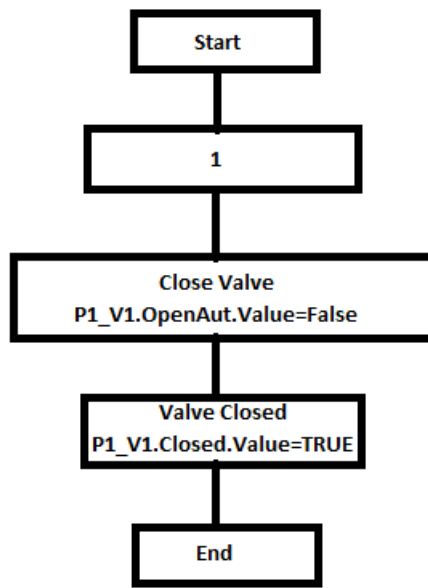 Start
1
Close Valve
P1_V1.OpenAut.Value=False
Valve Closed
P1_V1.Closed.Value=TRUE
End